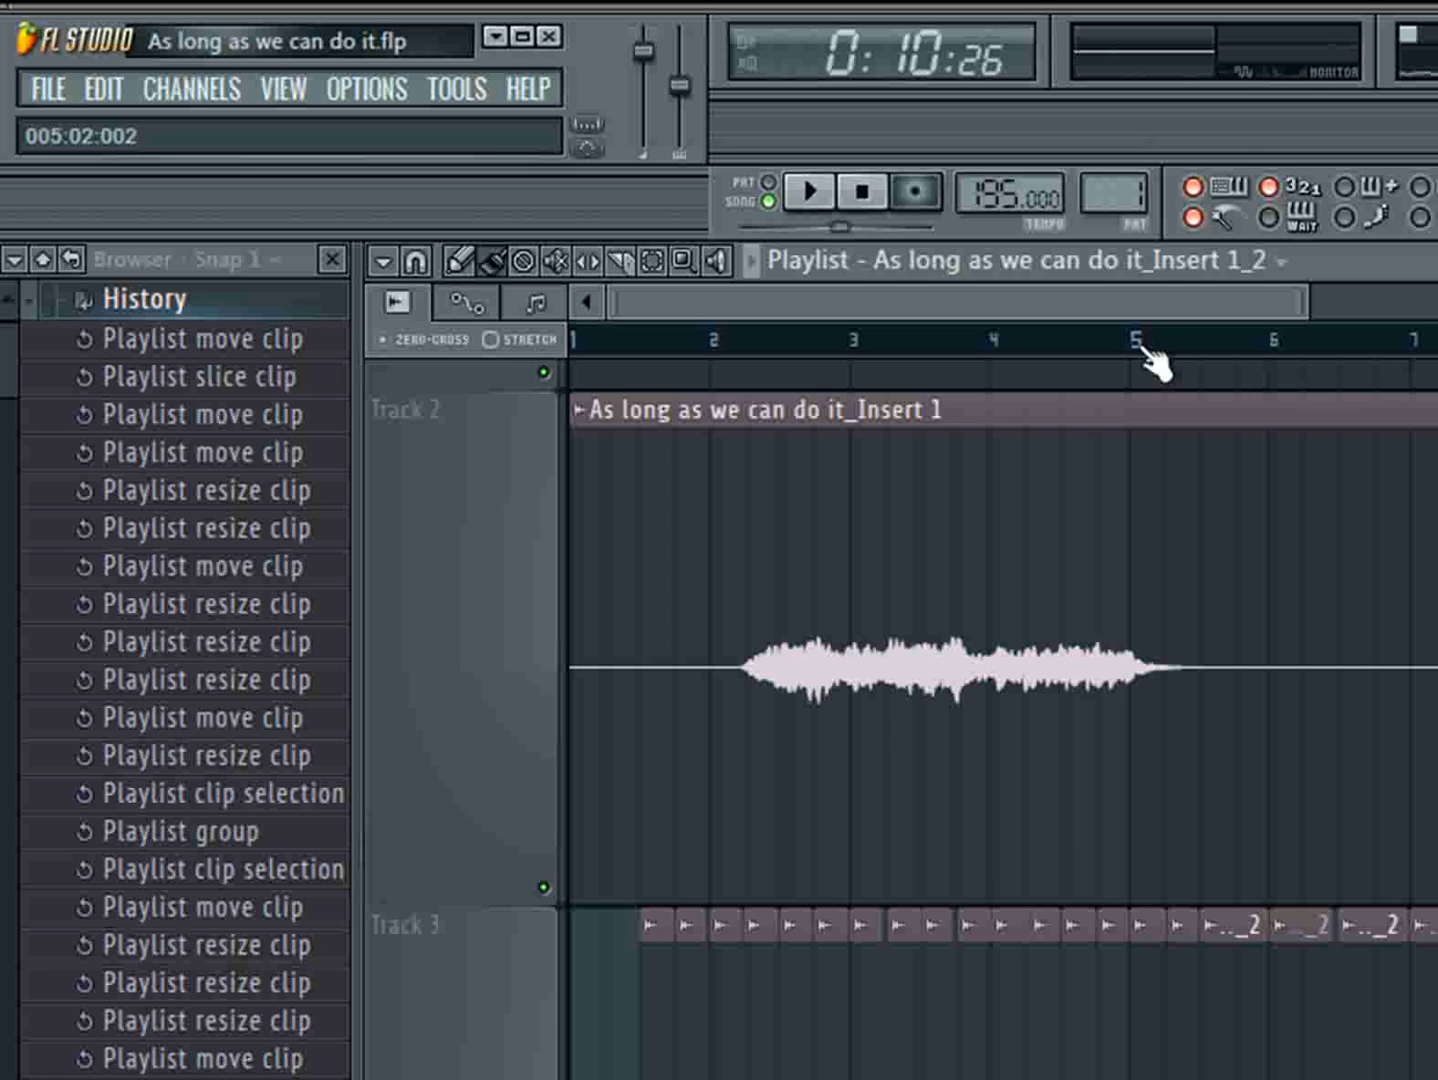 FL STUDIO As long as we can do it.flp
0:10:26
MONITOR
FILE EDIT CHANNELS VIEW OPTIONS TOOLS HELP
005:02:002
PAT
SONG
195.000
TEMPO
1
PAT
321
WAIT
Browser - Snap 1
Playlist - As long as we can do it_Insert 1_2
History
ZERO-CROSS STRETCH
1 2 3 4 5 6 7
Playlist move clip
Playlist slice clip
Playlist move clip
Playlist move clip
Playlist resize clip
Playlist resize clip
Playlist move clip
Playlist resize clip
Playlist resize clip
Playlist resize clip
Playlist move clip
Playlist resize clip
Playlist clip selection
Playlist group
Playlist clip selection
Playlist move clip
Playlist resize clip
Playlist resize clip
Playlist resize clip
Playlist move clip
Track 2
As long as we can do it_Insert 1
Track 3
.._2 .._2 .._2